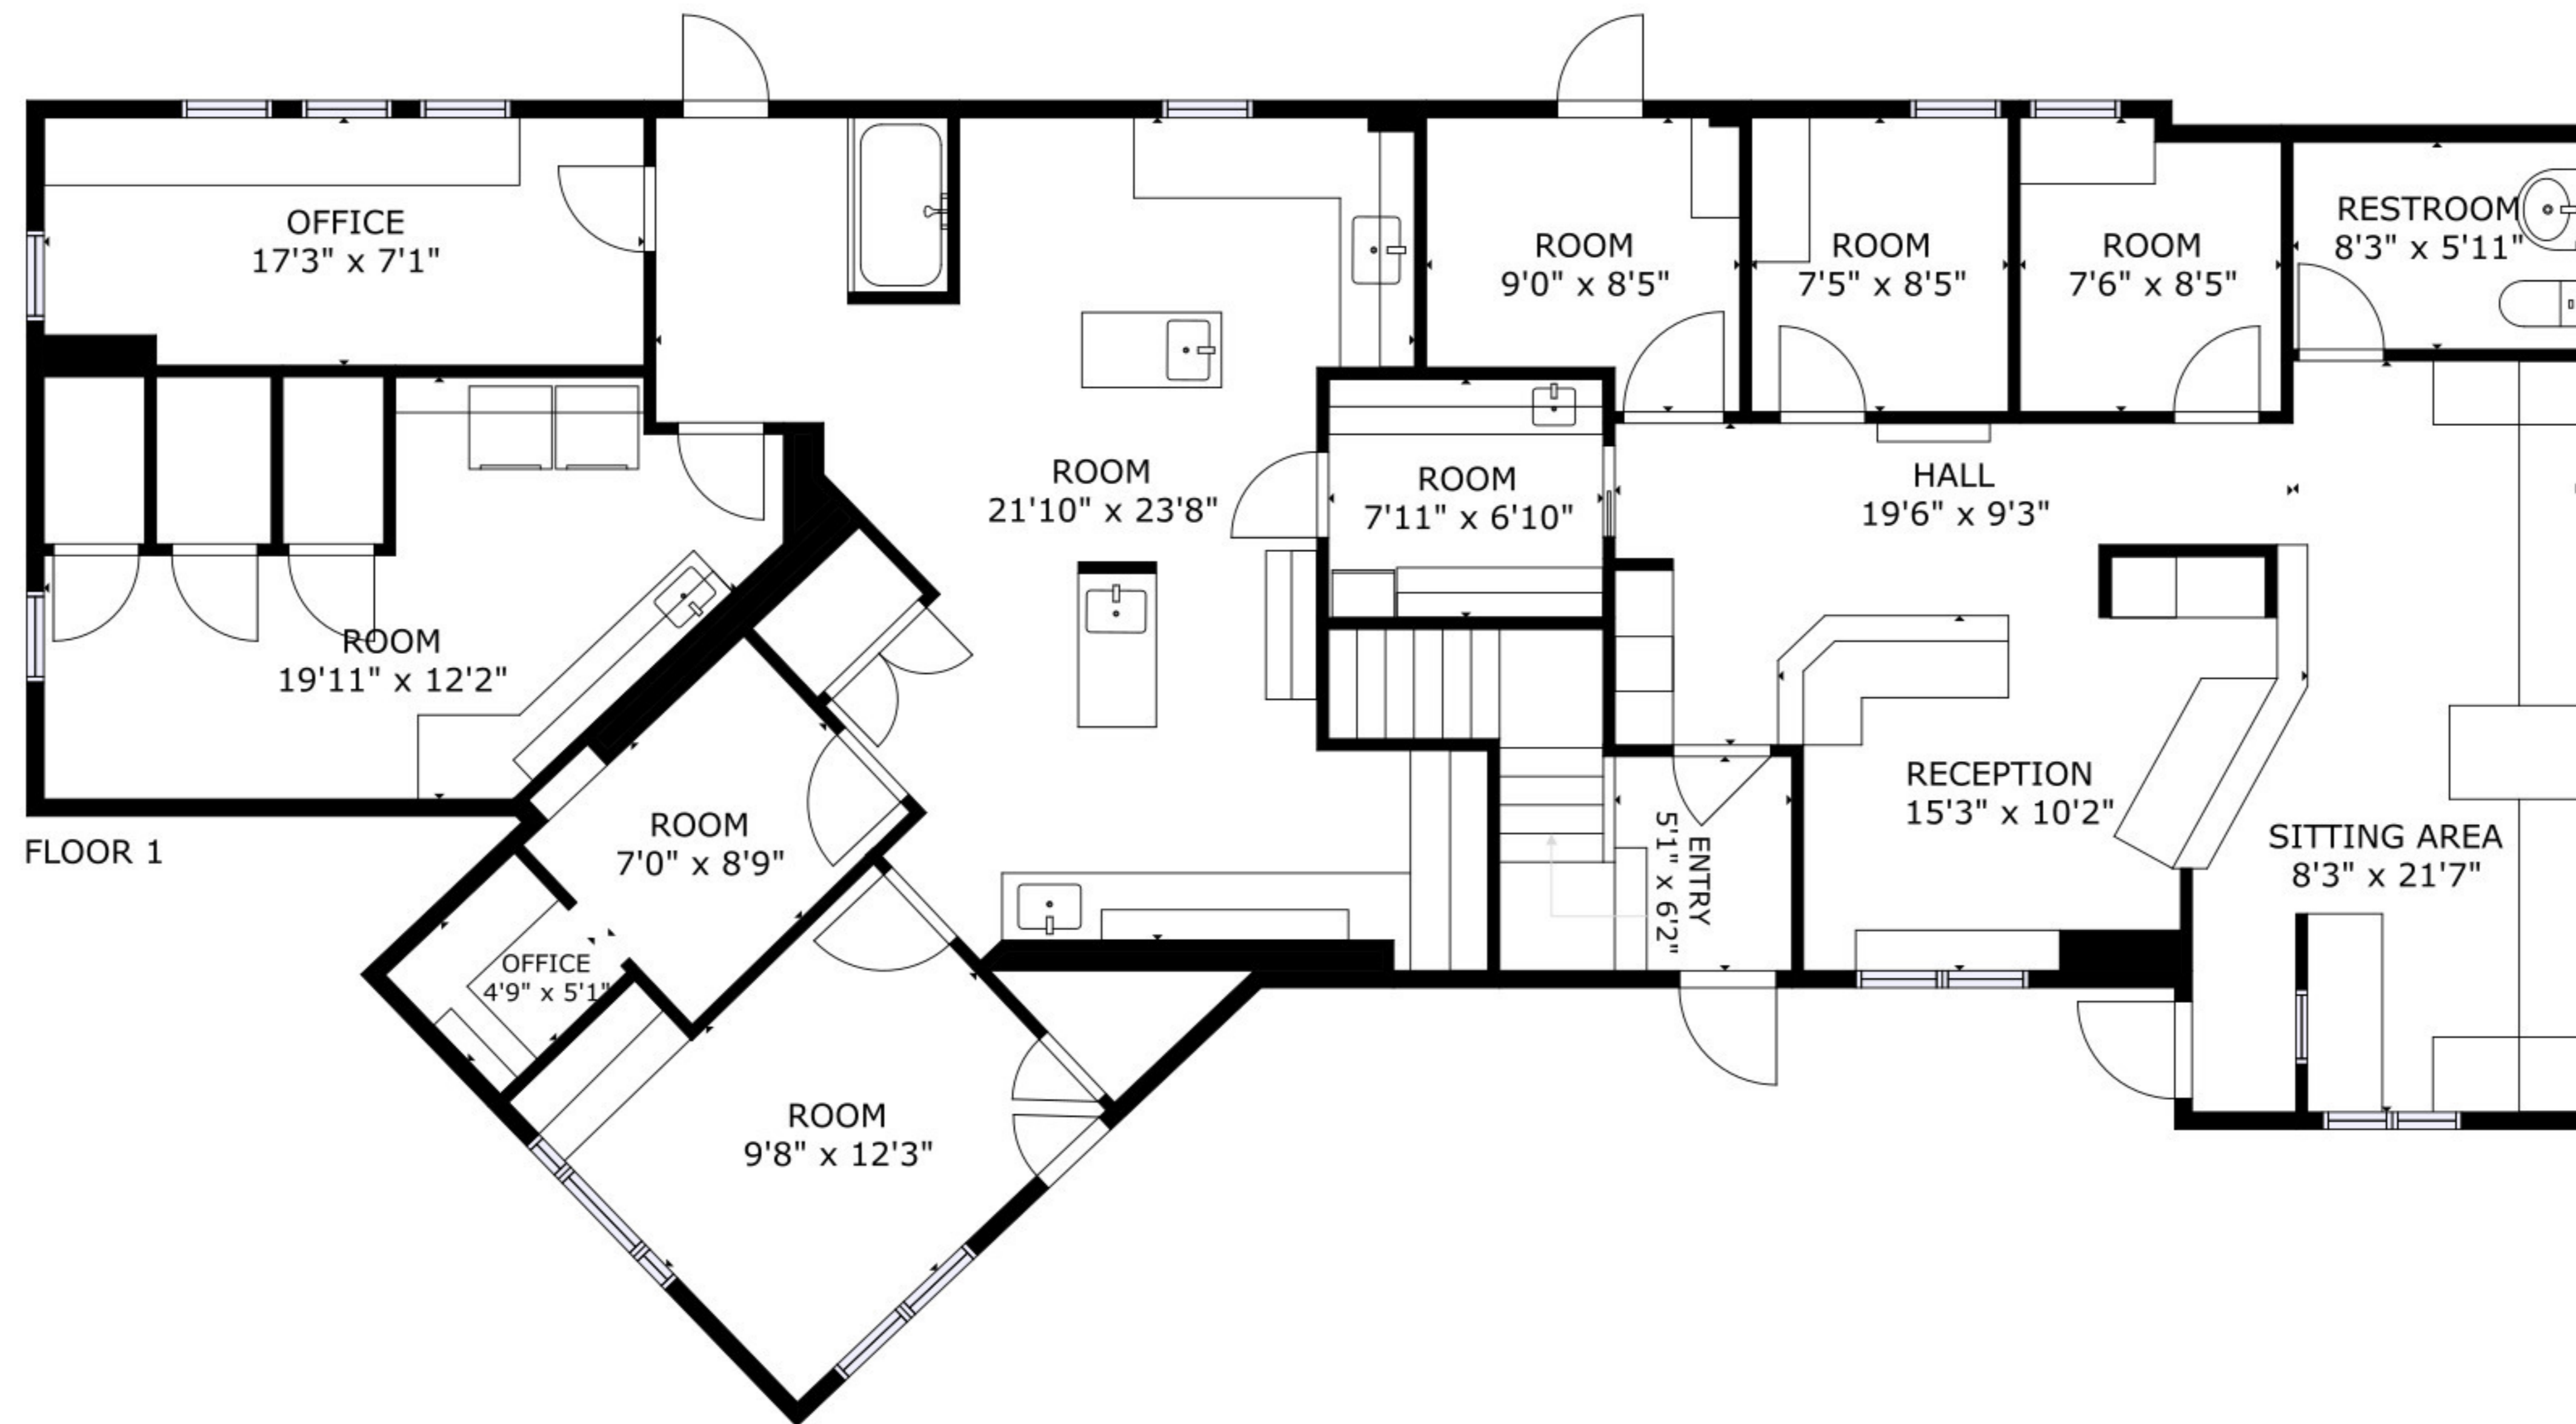 OFFICE
17'3" x 7'1"
ROOM
9'0" x 8'5"
ROOM
7'5" x 8'5"
ROOM
7'6" x 8'5"
RESTROOM
8'3" x 5'11"
ROOM
21'10" x 23'8"
ROOM
7'11" x 6'10"
HALL
19'6" x 9'3"
ROOM
19'11" x 12'2"
ROOM
7'0" x 8'9"
ENTRY
5'1" x 6'2"
RECEPTION
15'3" x 10'2"
SITTING AREA
8'3" x 21'7"
FLOOR 1
OFFICE
4'9" x 5'1"
ROOM
9'8" x 12'3"